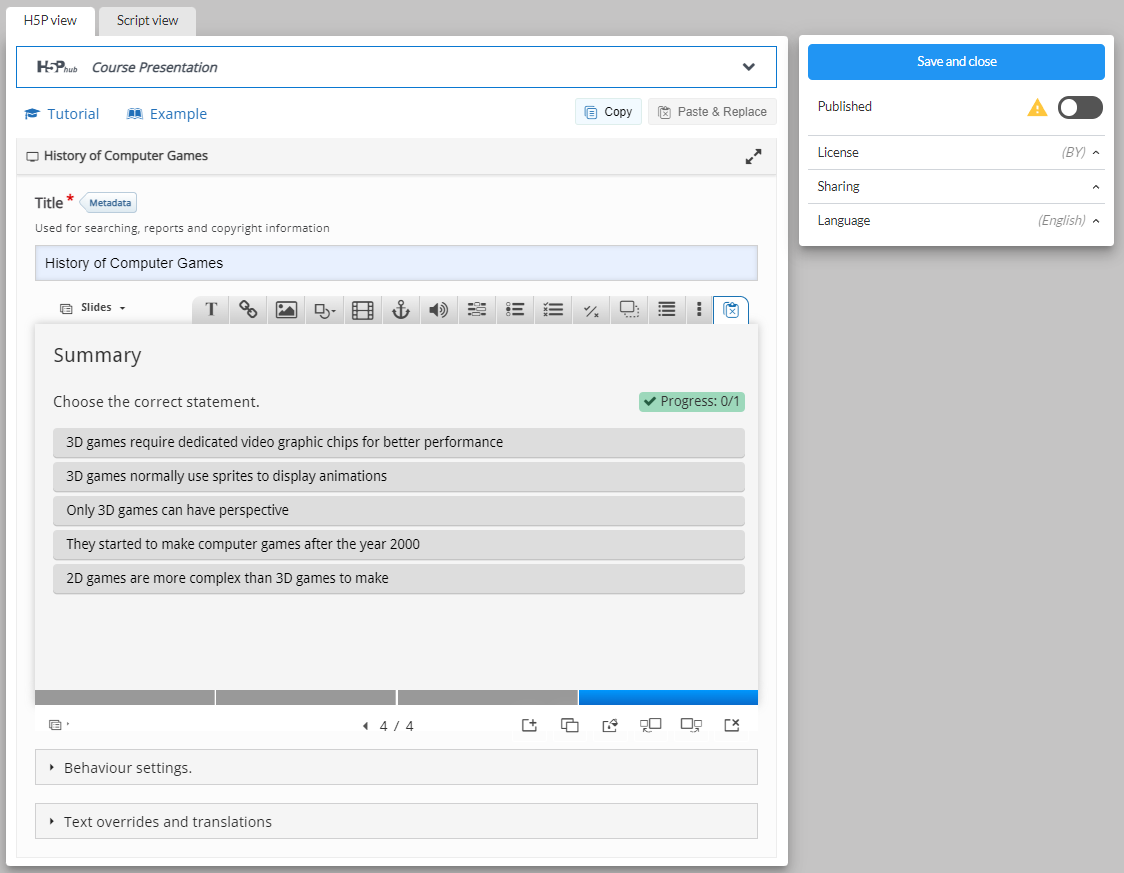 H5P view
Script view
H5P hub Course Presentation
Tutorial
Example
Copy
Paste & Replace
History of Computer Games
Title * Metadata
Used for searching, reports and copyright information
History of Computer Games
Slides
T
Summary
Choose the correct statement.
Progress: 0/1
3D games require dedicated video graphic chips for better performance
3D games normally use sprites to display animations
Only 3D games can have perspective
They started to make computer games after the year 2000
2D games are more complex than 3D games to make
4 / 4
Behaviour settings.
Text overrides and translations
Save and close
Published
License (BY)
Sharing
Language (English)